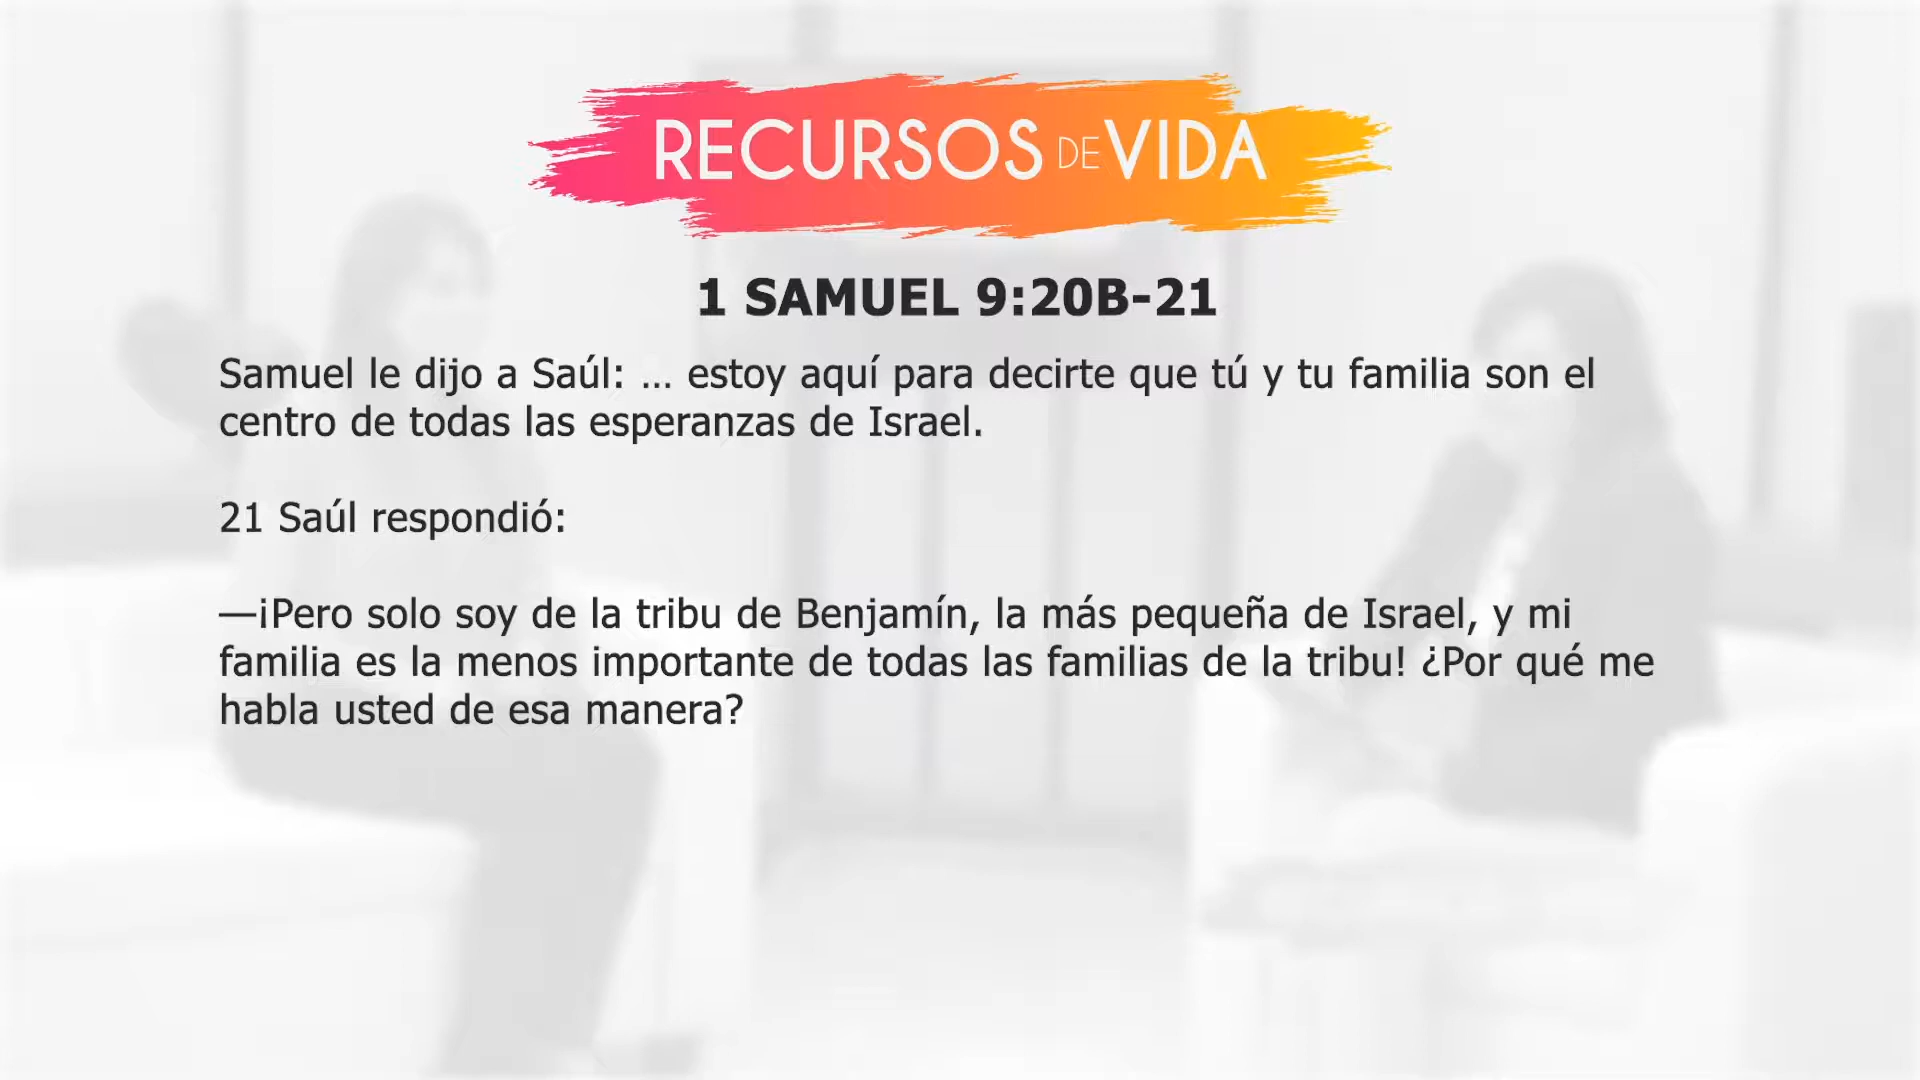 RECURSOS DE VIDA
1 SAMUEL 9:20B-21
Samuel le dijo a Saúl: ... estoy aquí para decirte que tú y tu familia son el
centro de todas las esperanzas de Israel.
21 Saúl respondió:
—¡Pero solo soy de la tribu de Benjamín, la más pequeña de Israel, y mi
familia es la menos importante de todas las familias de la tribu! ¿Por qué me
habla usted de esa manera?